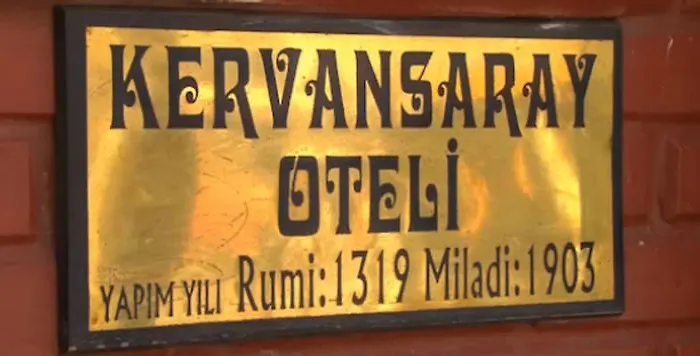 KERVANSARAY
OTELİ
YAPIM YILI Rumi:1319 Miladi:1903